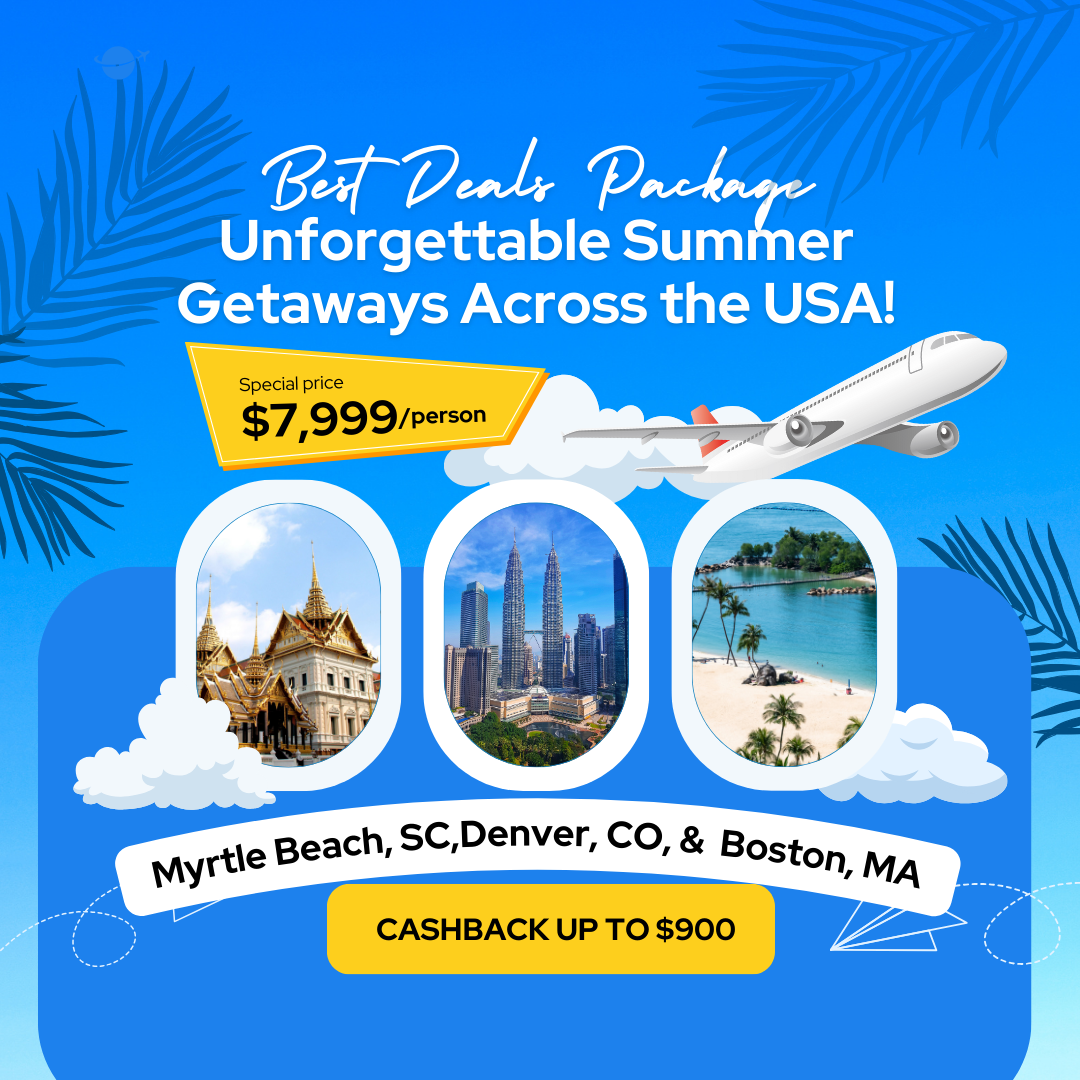 Best Deals Package
Unforgettable Summer
Getaways Across the USA!
Special price
$7,999/person
Myrtle Beach, SC,Denver, CO, & Boston, MA
CASHBACK UP TO $900